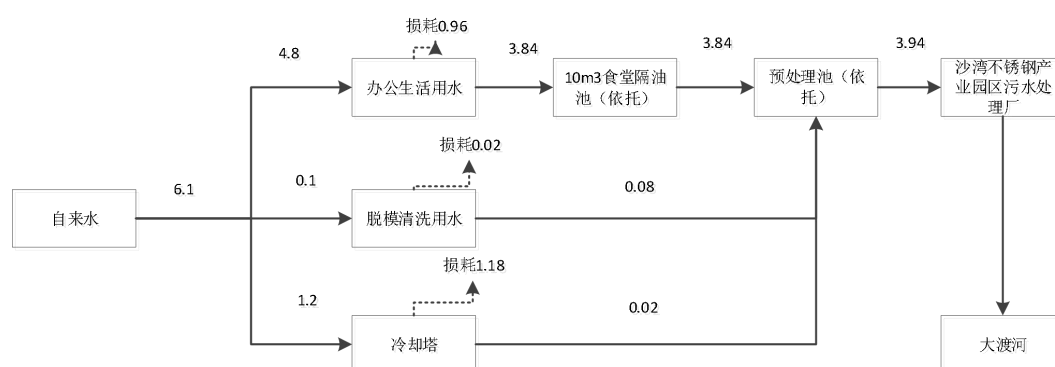 损耗0.96
4.8
3.84
3.84
3.94
办公生活用水
10m3食堂隔油
池（依托）
预处理池（依
托）
沙湾不锈钢产
业园区污水处
理厂
损耗0.02
6.1
0.1
0.08
自来水
脱模清洗用水
损耗1.18
1.2
0.02
冷却塔
大渡河